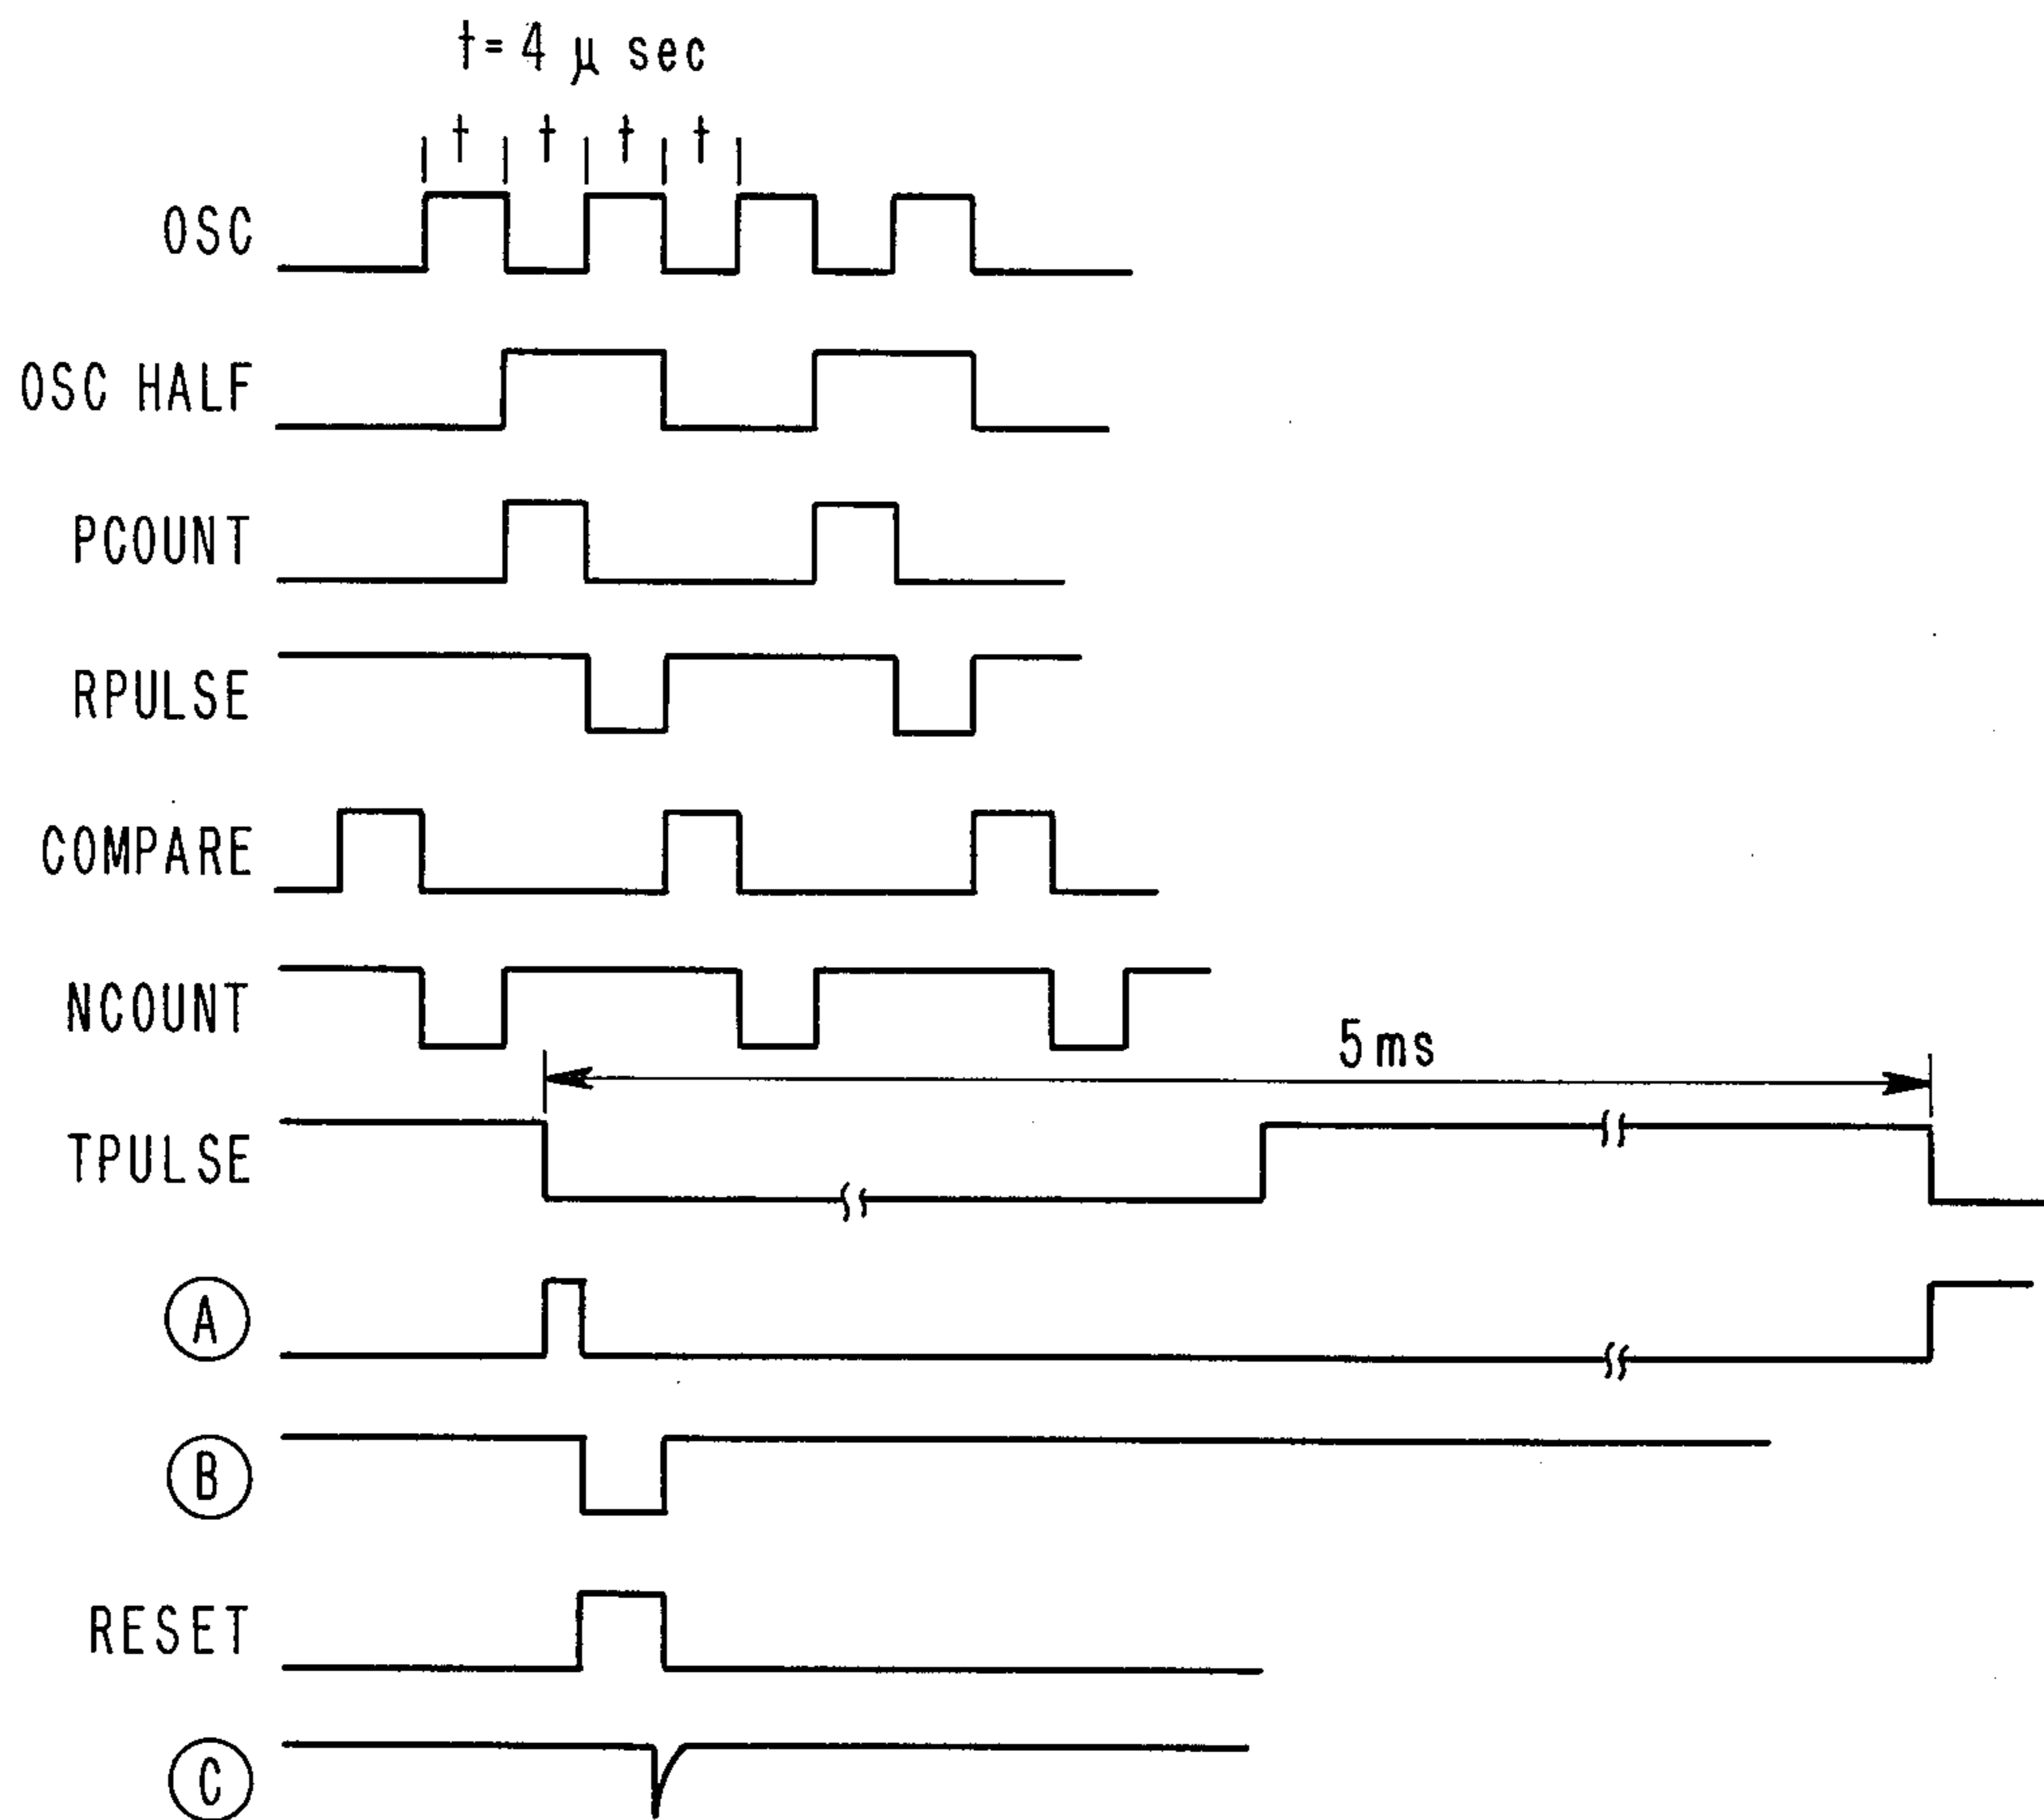 t=4 μ sec
t t t t
OSC
OSC HALF
PCOUNT
RPULSE
COMPARE
NCOUNT
5ms
TPULSE
A
B
RESET
C